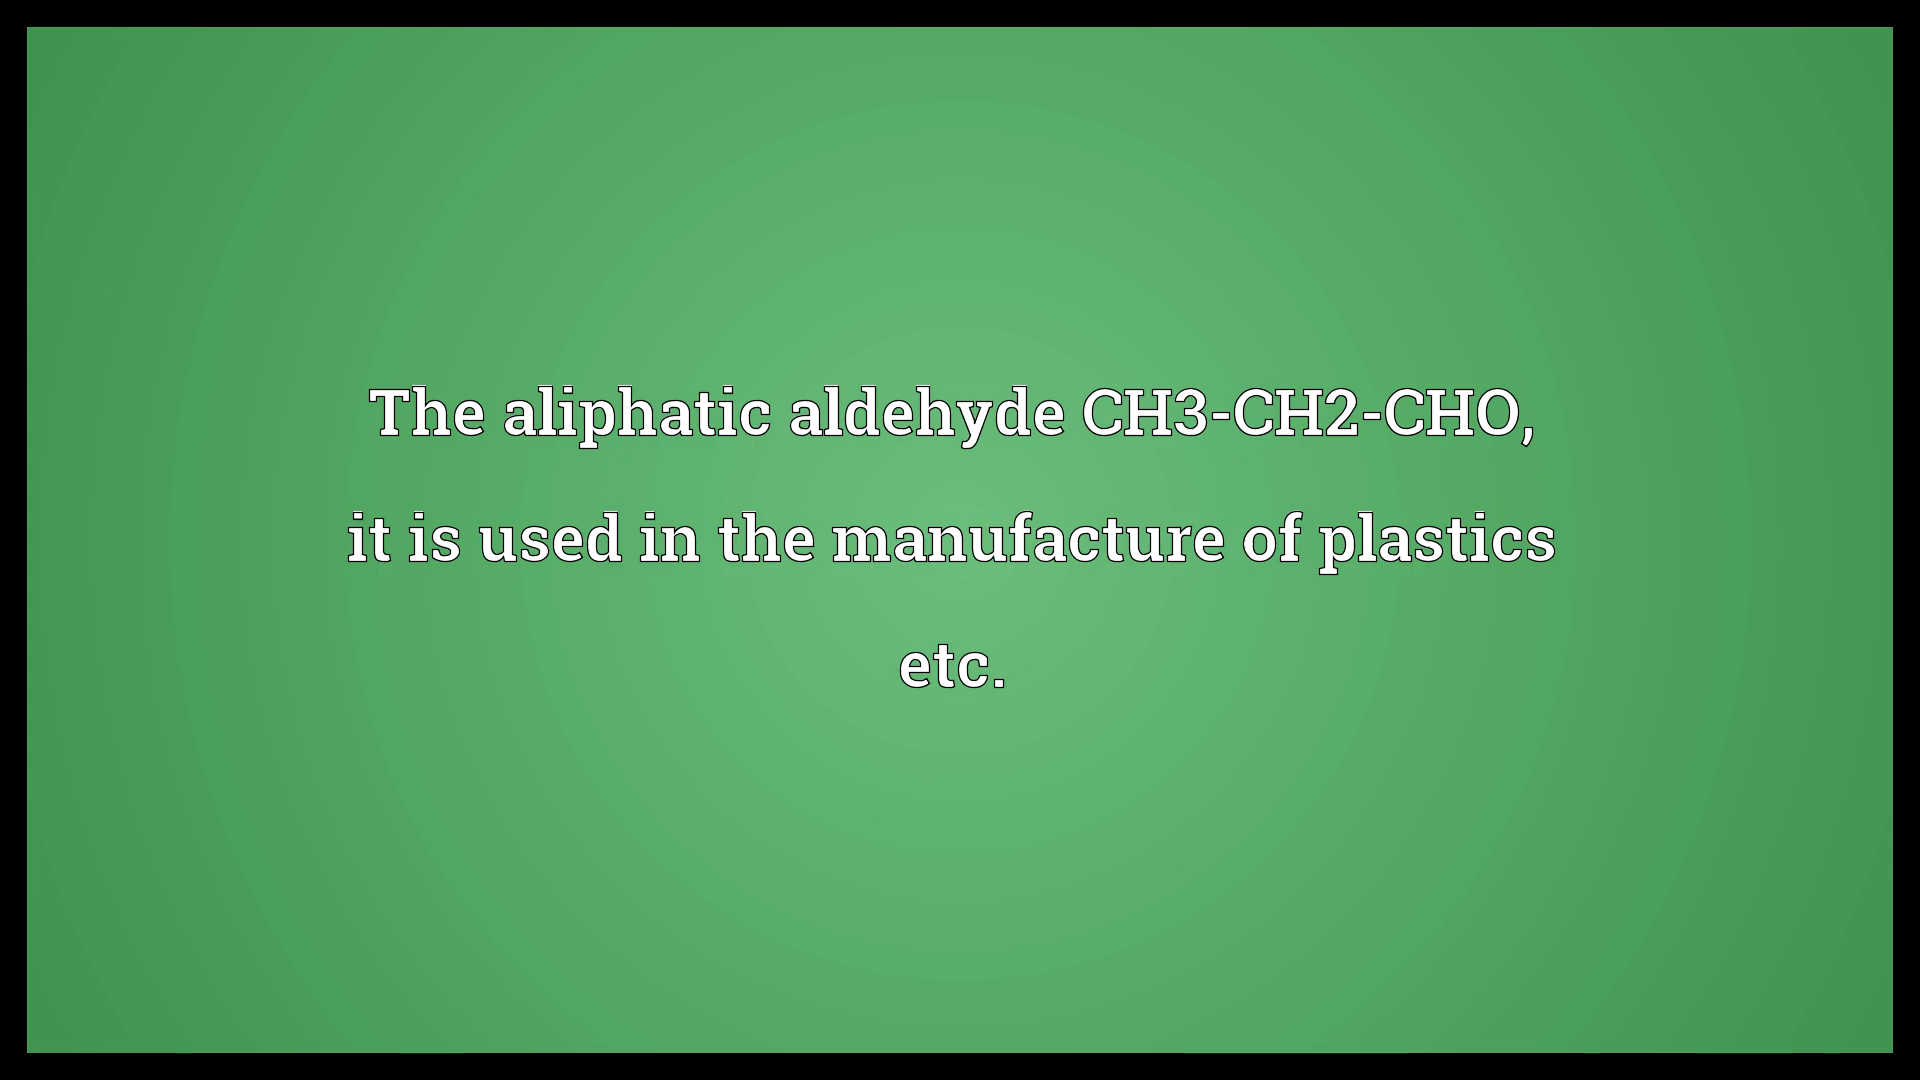 The aliphatic aldehyde CH3-CH2-CHO,
it is used in the manufacture of plastics
etc.